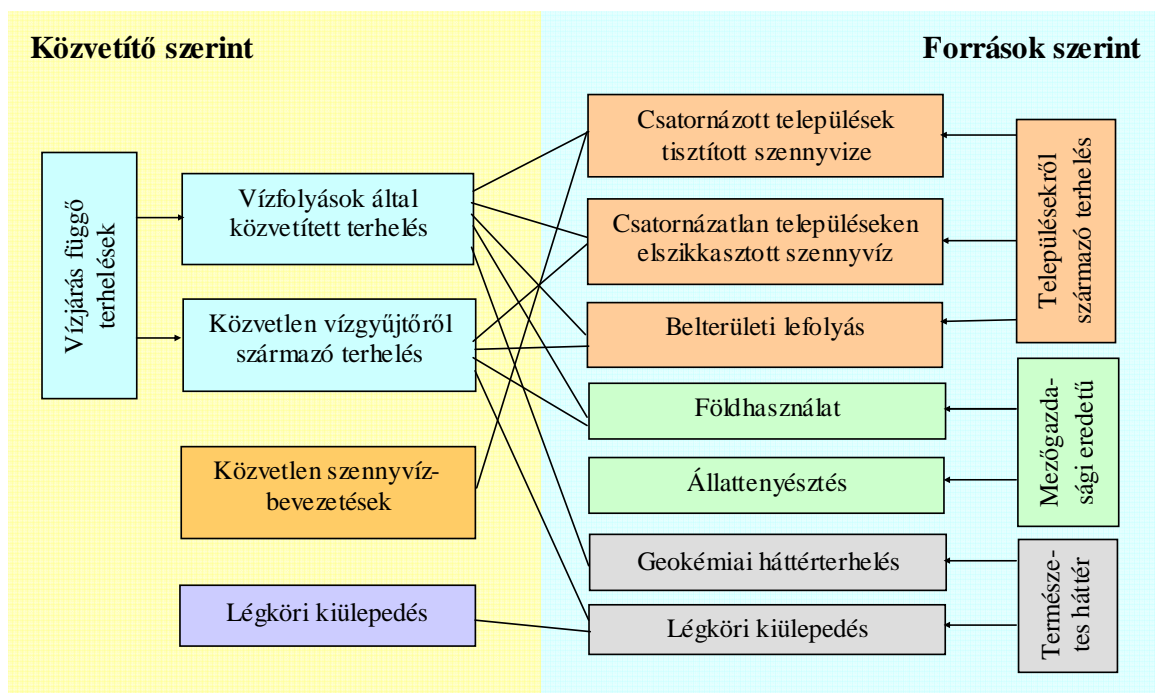 Közvetítő szerint
Források szerint
Vízjárás függő
terhelések
Vízfolyások által
közvetített terhelés
Közvetlen vízgyűjtőről
származó terhelés
Közvetlen szennyvíz-
bevezetések
Légköri kiülepedés
Csatornázott települések
tisztított szennyvize
Csatornázatlan településeken
elszikkasztott szennyvíz
Belterületi lefolyás
Földhasználat
Állattenyésztés
Geokémiai háttérterhelés
Légköri kiülepedés
Településekről
származó terhelés
Mezőgazda-
sági eredetű
Természe-
tes háttér